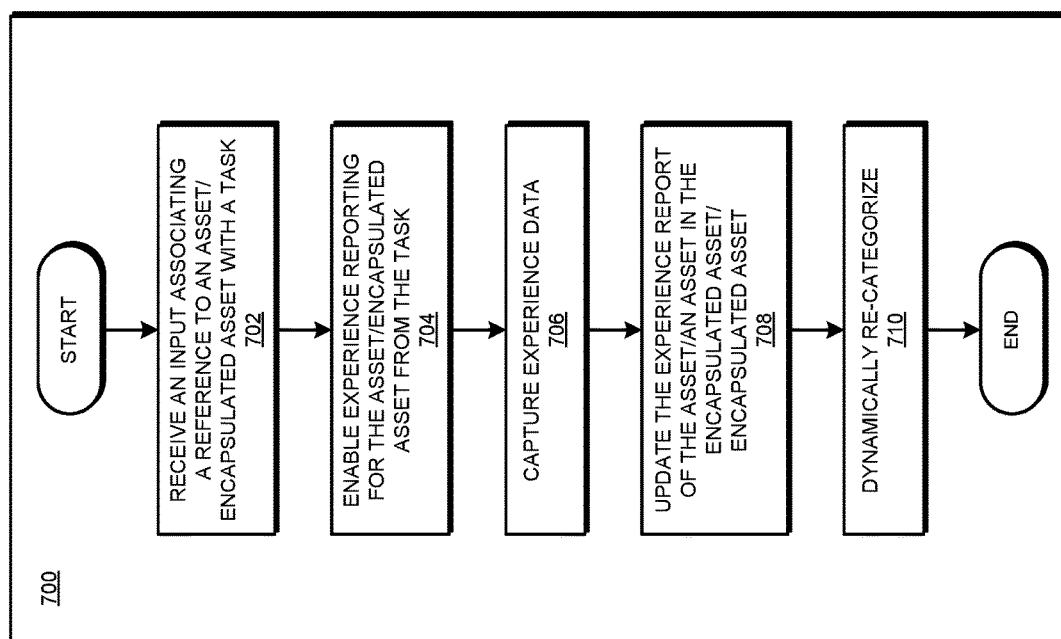 700
START
RECEIVE AN INPUT ASSOCIATING
A REFERENCE TO AN ASSET/
ENCAPSULATED ASSET WITH A TASK
702
ENABLE EXPERIENCE REPORTING
FOR THE ASSET/ENCAPSULATED
ASSET FROM THE TASK
704
CAPTURE EXPERIENCE DATA
706
UPDATE THE EXPERIENCE REPORT
OF THE ASSET/AN ASSET IN THE
ENCAPSULATED ASSET/
ENCAPSULATED ASSET
708
DYNAMICALLY RE-CATEGORIZE
710
END